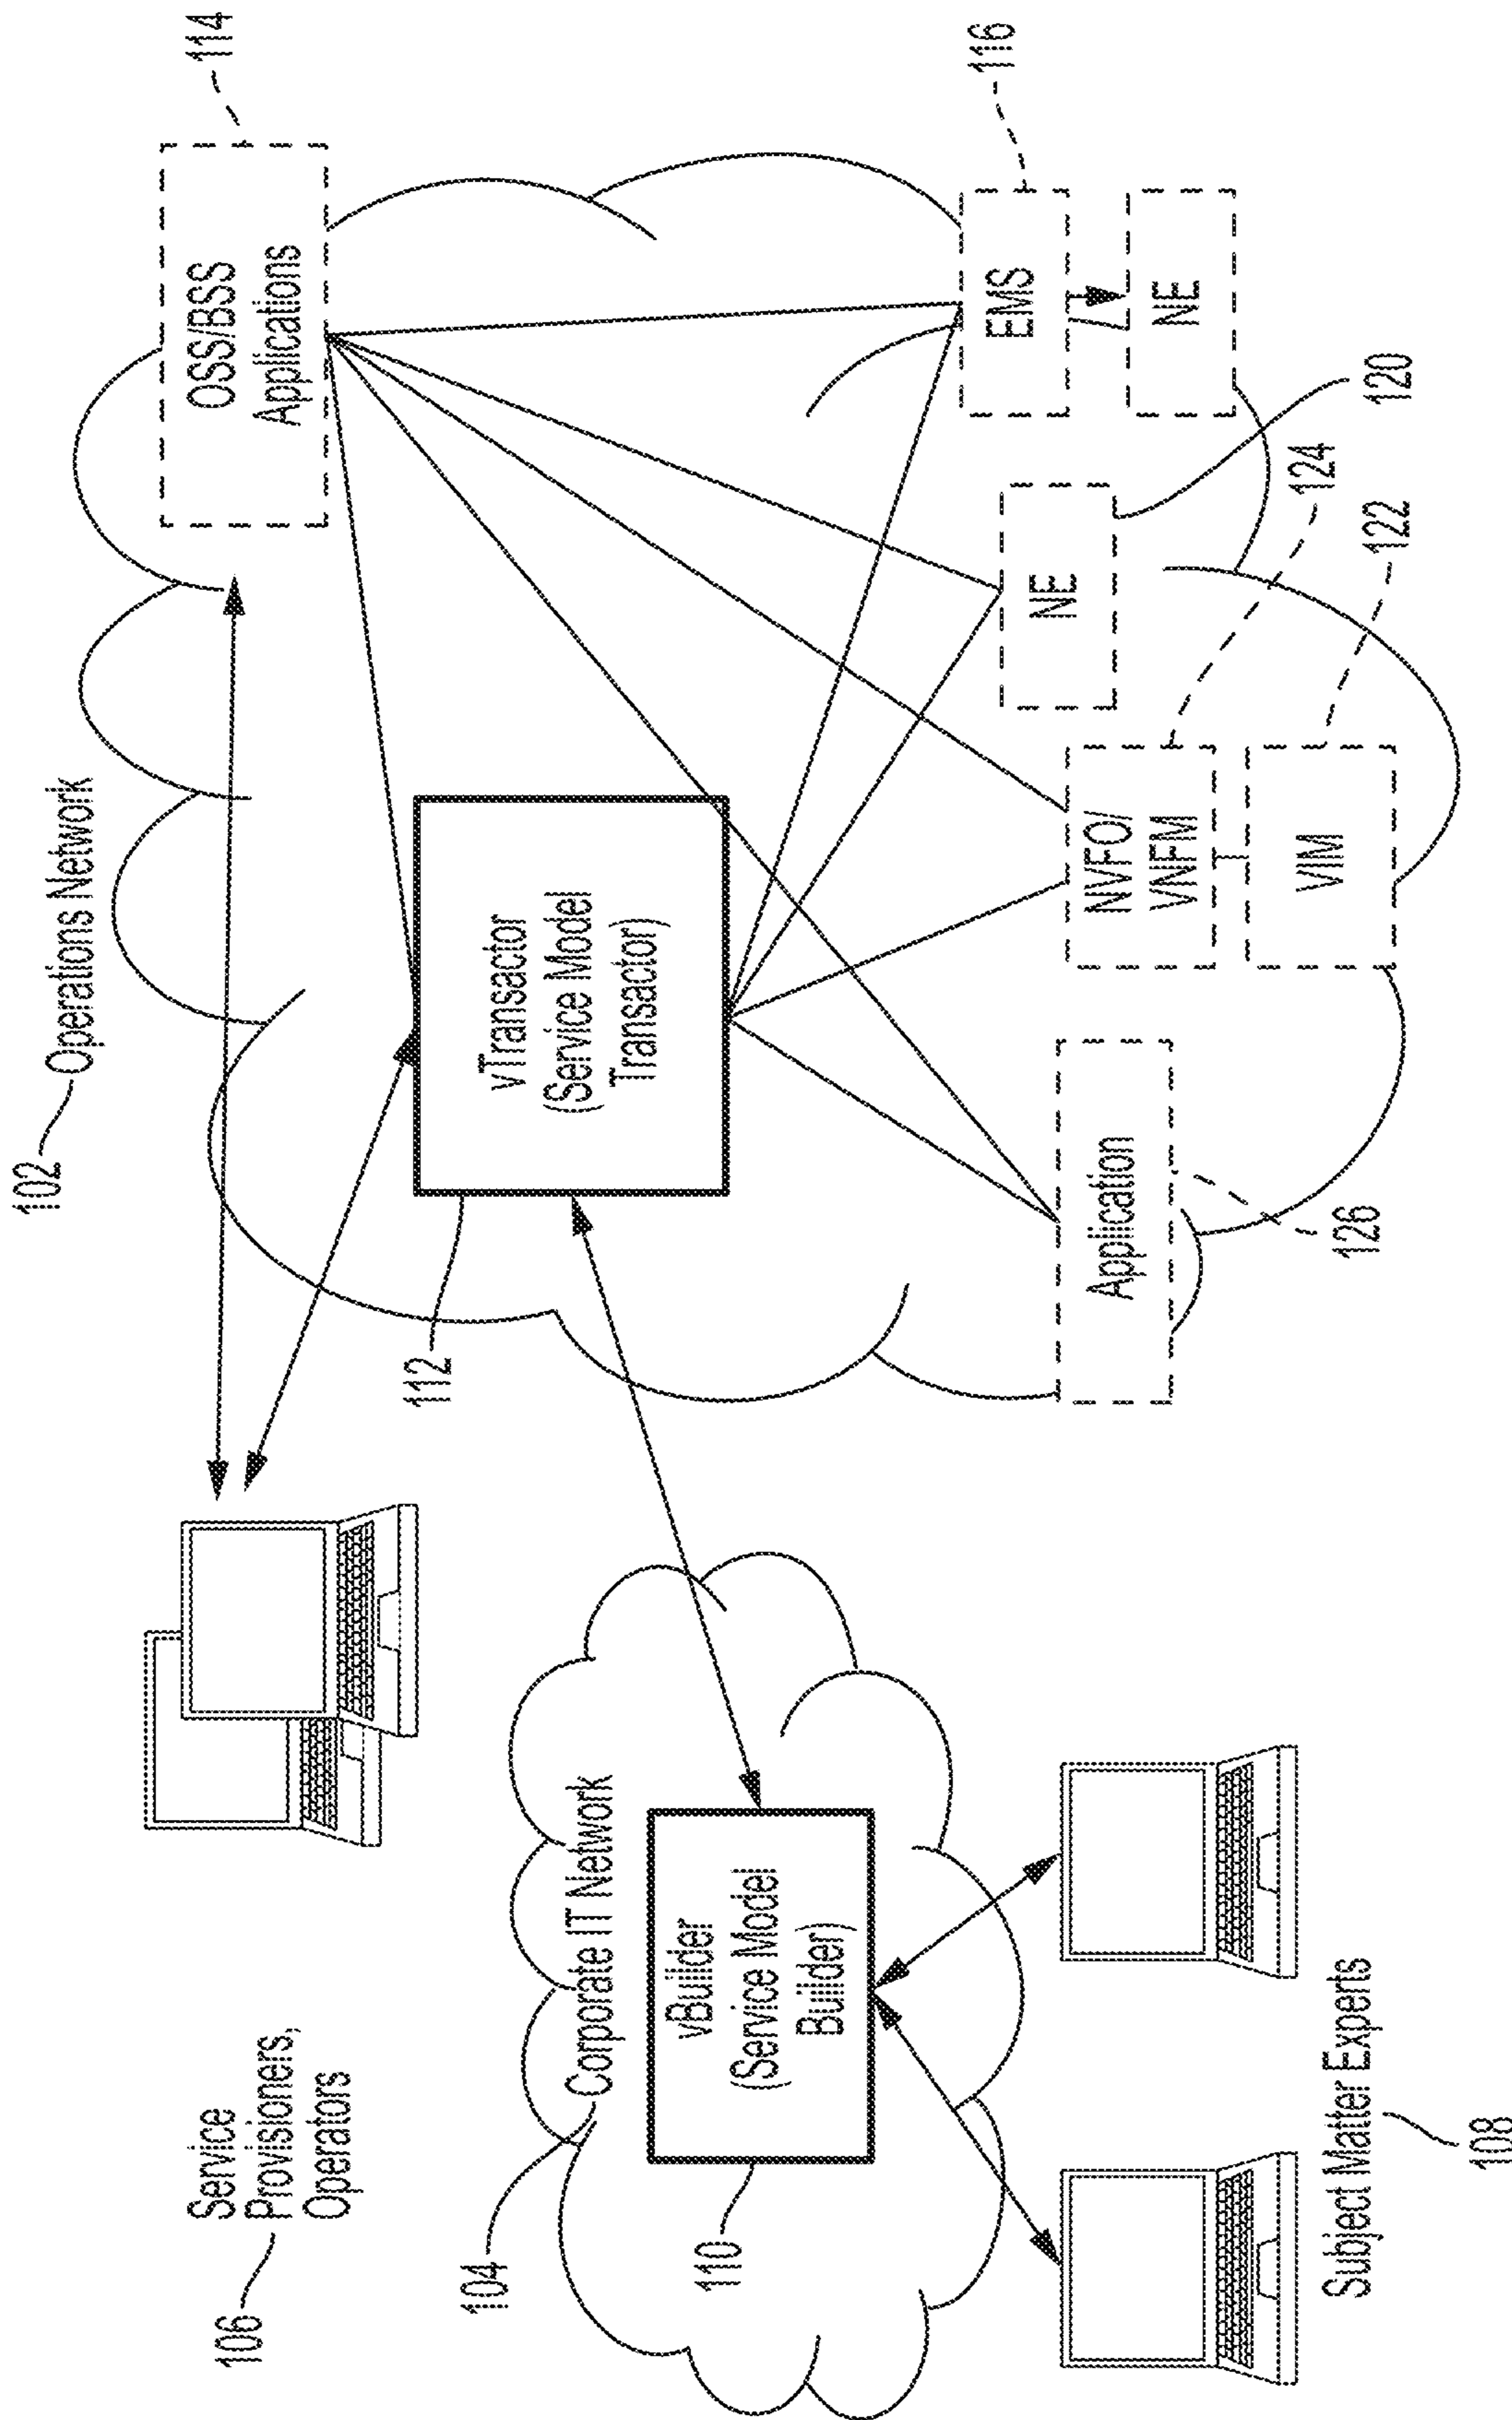 102
Operations Network
106
Service
Provisioners,
Operators
114
OSS/BSS
Applications
104
Corporate IT Network
112
vTransactor
(Service Model
Transactor)
110
vBuilder
(Service Model
Builder)
116
EMS
NE
NE
120
NVFO/
VNFM
124
VIM
122
Application
126
Subject Matter Experts
108